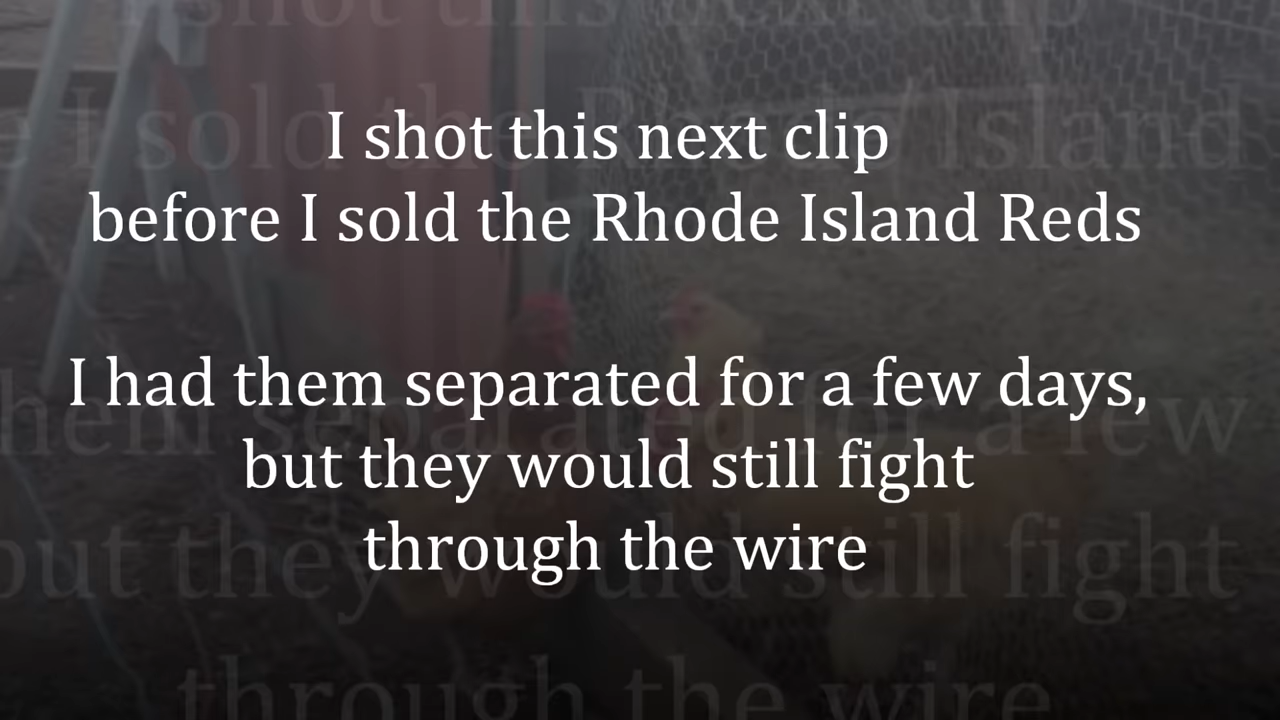 I shot this next clip
before I sold the Rhode Island Reds
I had them separated for a few days,
but they would still fight
through the wire